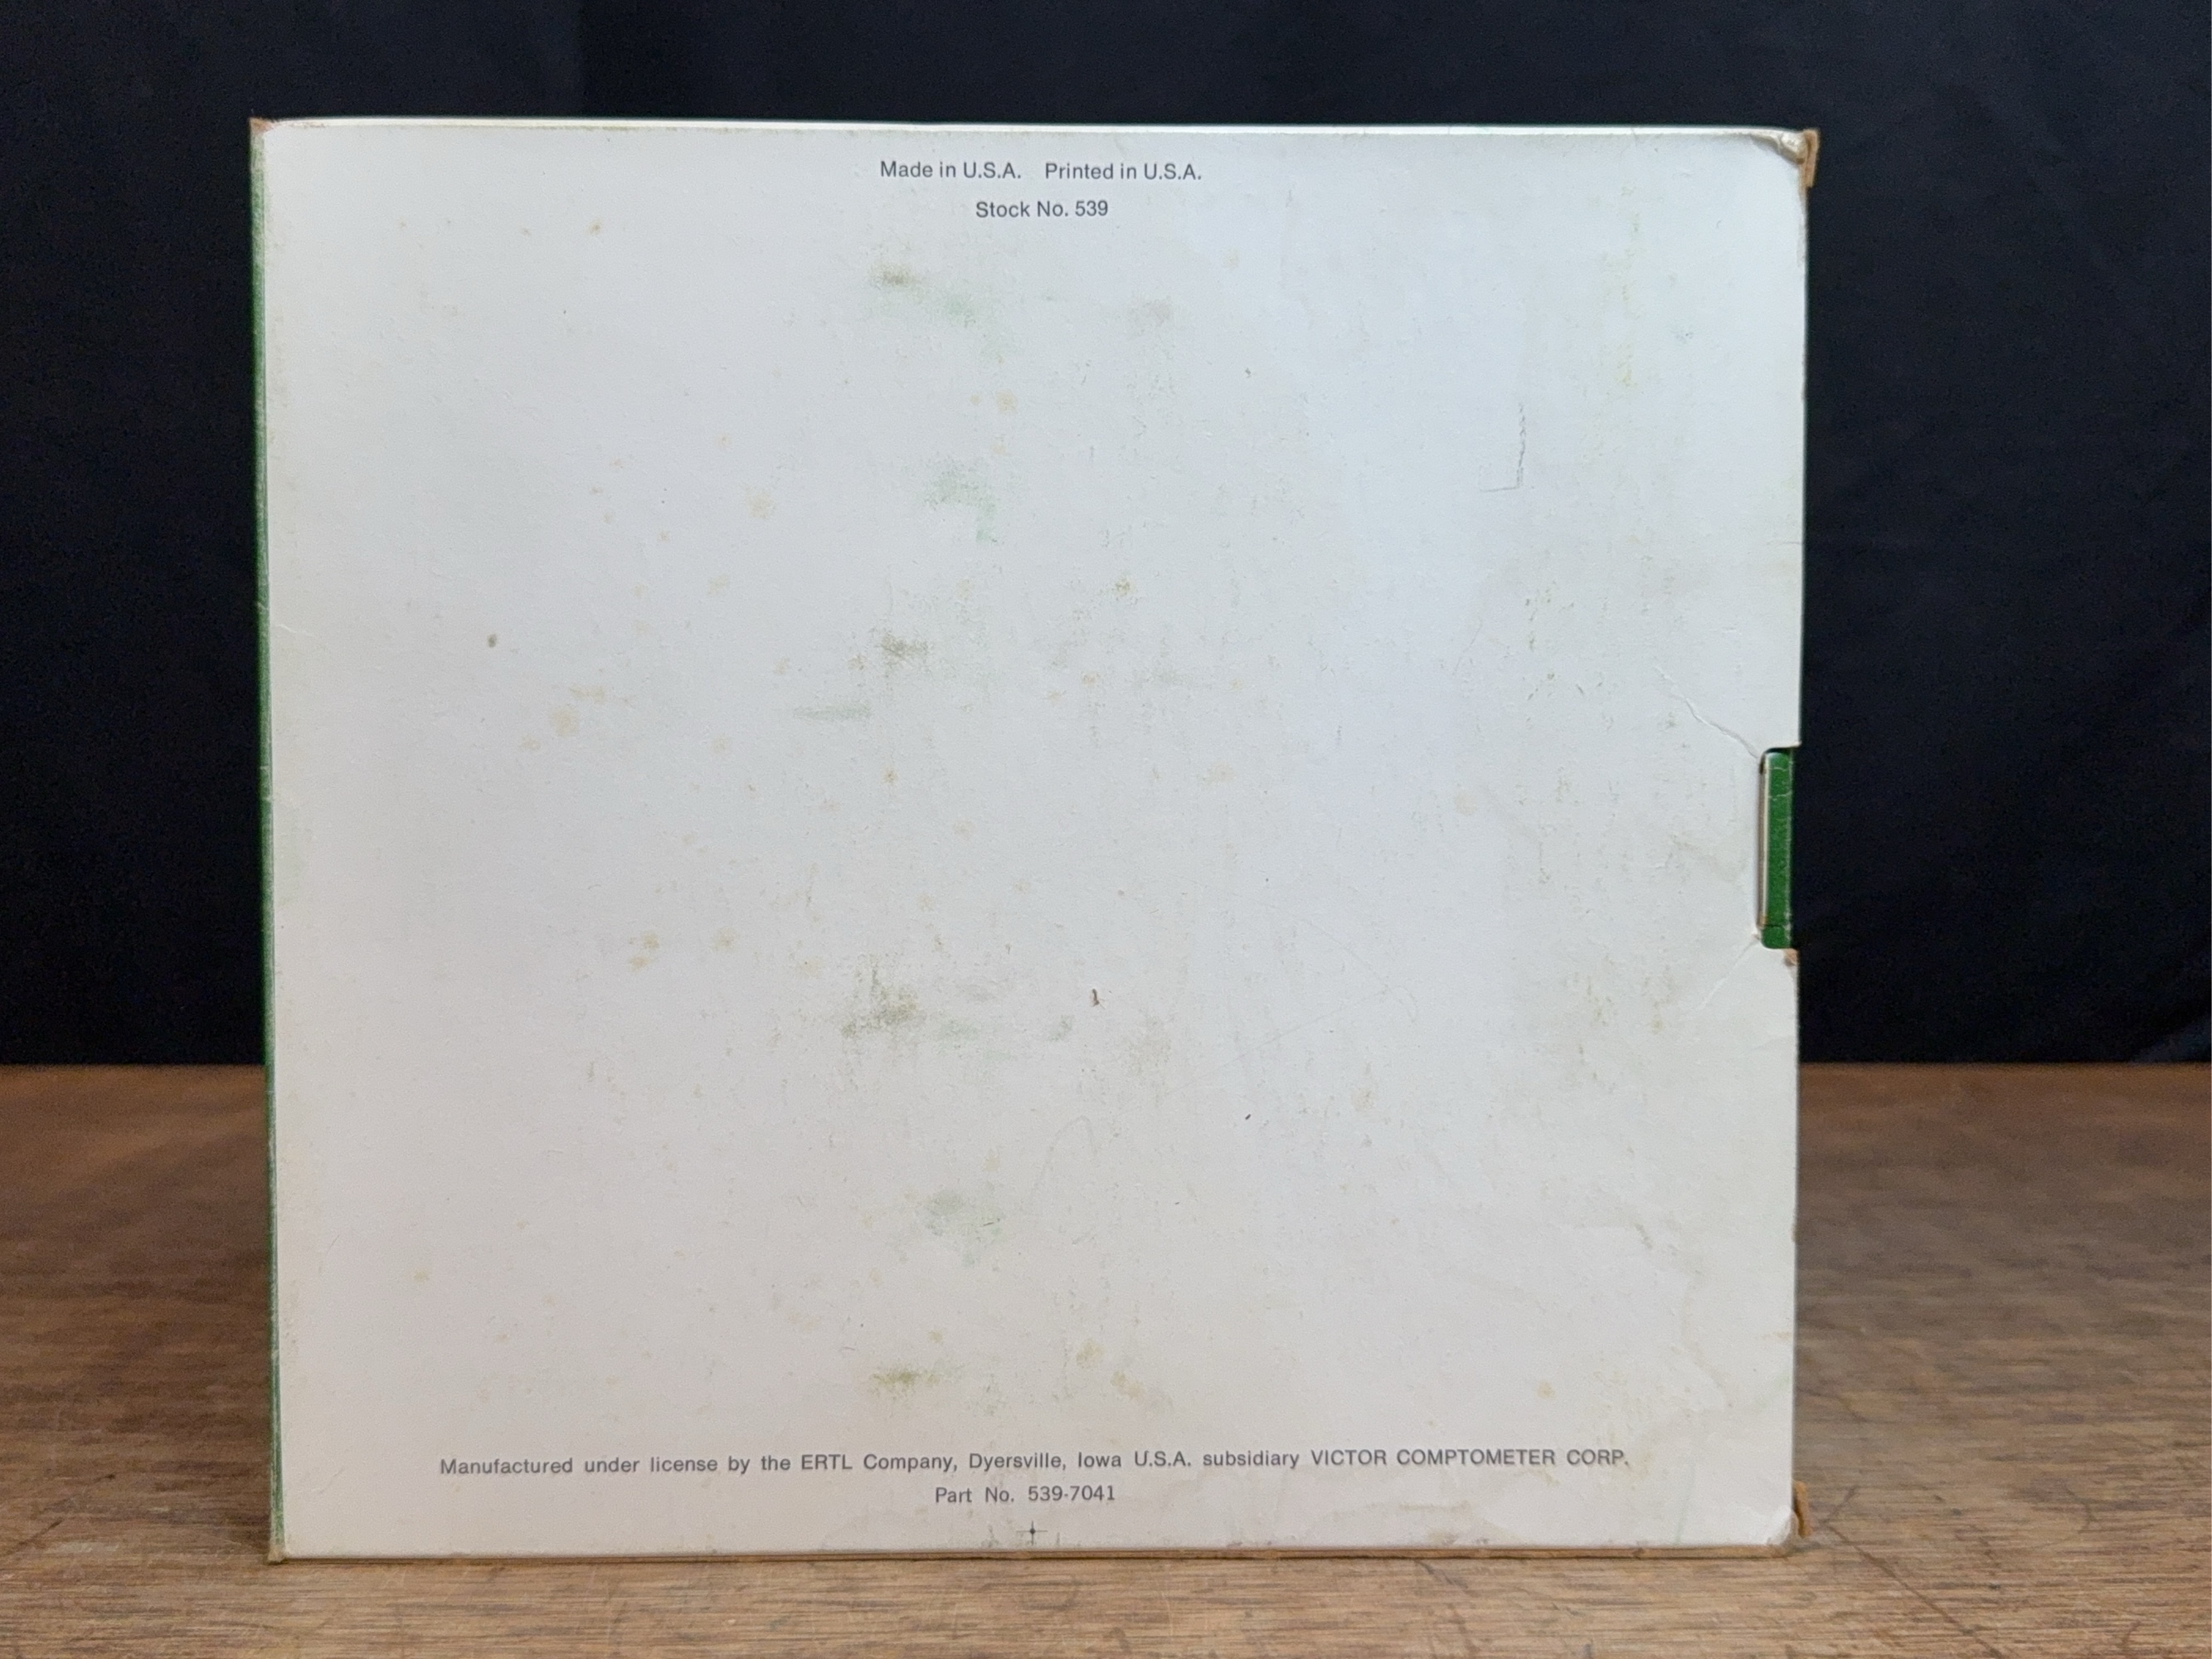 Made in U.S.A. Printed in U.S.A.
Stock No. 539
Manufactured under license by the ERTL Company, Dyersville, Iowa U.S.A. subsidiary VICTOR COMPTOMETER CORP.
Part No. 539-7041